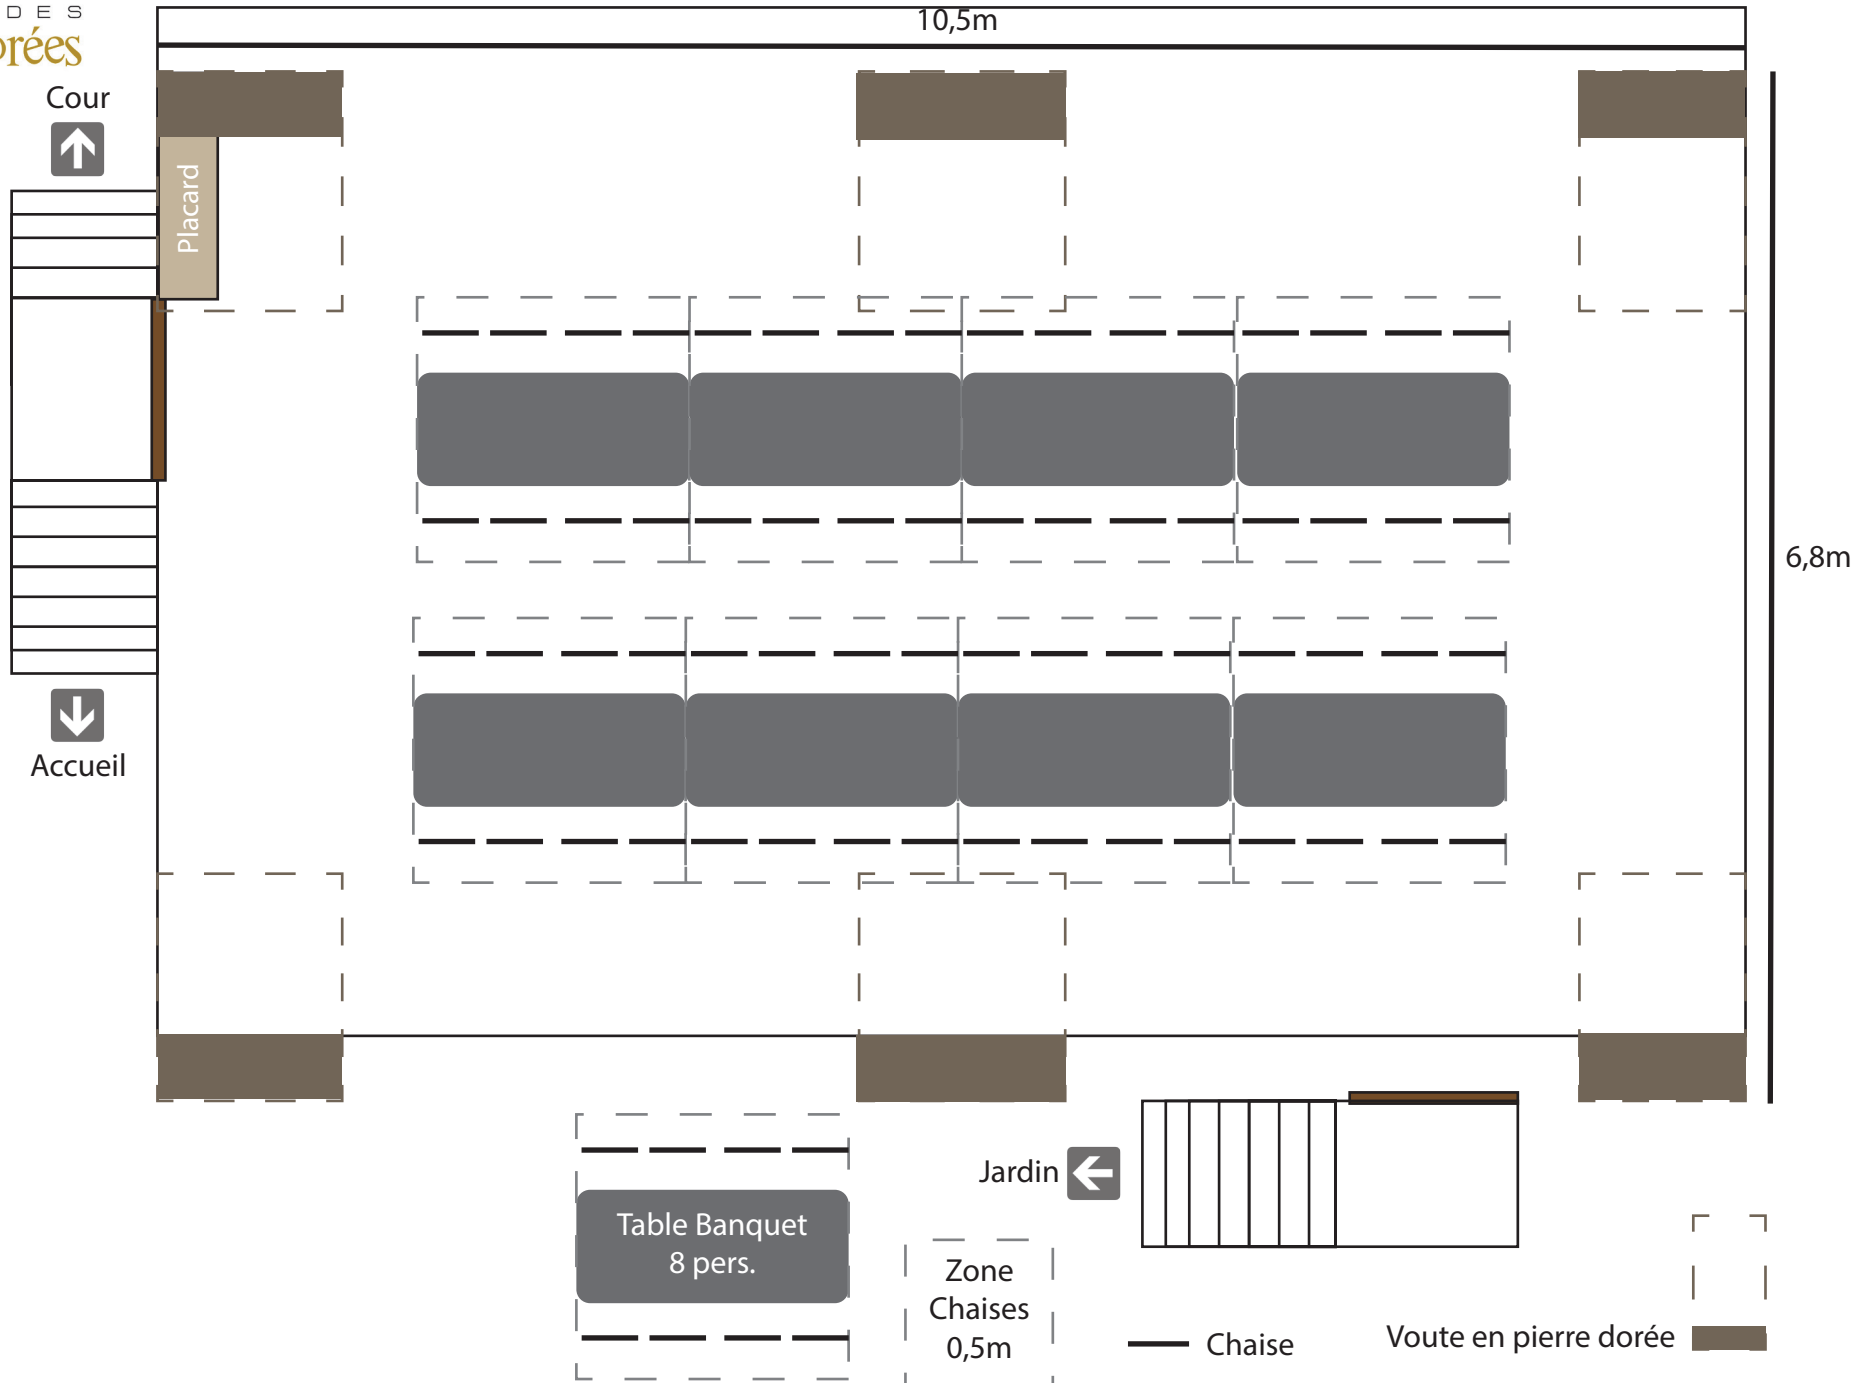 DES
orées
10,5m
Cour
Placard
6,8m
Accueil
Jardin
Table Banquet
8 pers.
Zone
Chaises
0,5m
Chaise
Voute en pierre dorée